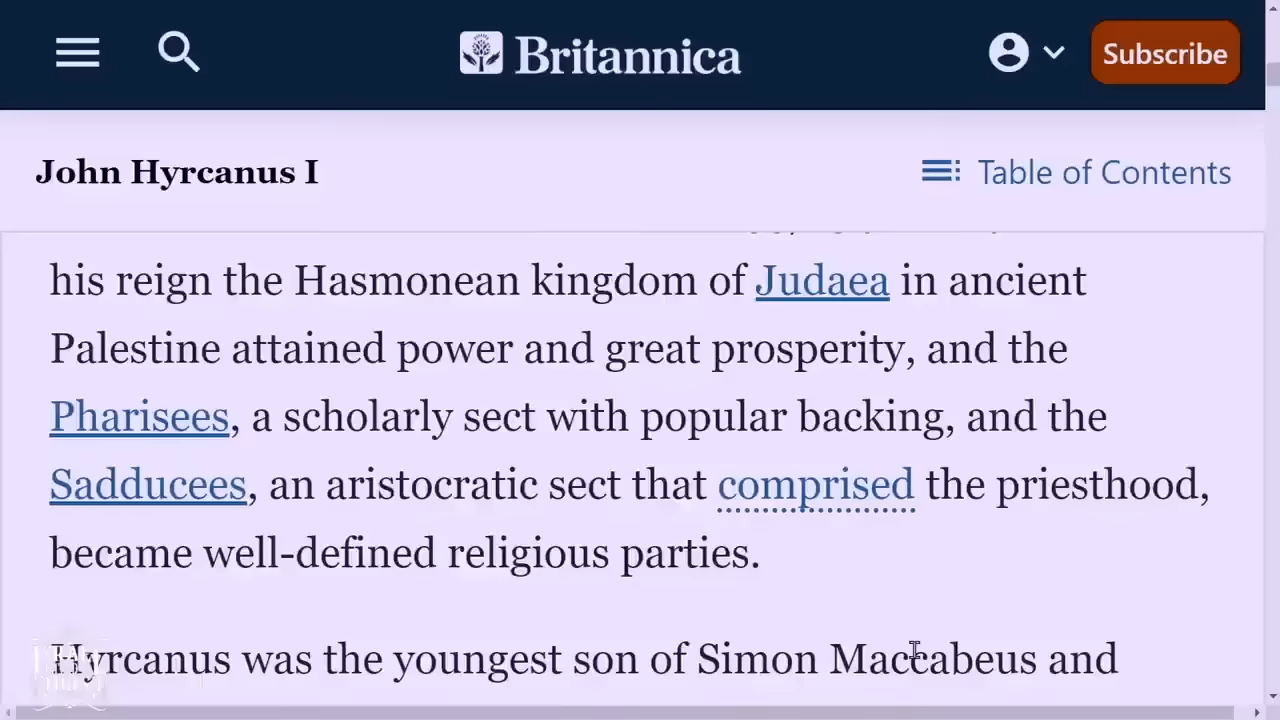 Britannica
Subscribe
John Hyrcanus I
Table of Contents
his reign the Hasmonean kingdom of Judaea in ancient
Palestine attained power and great prosperity, and the
Pharisees, a scholarly sect with popular backing, and the
Sadducees, an aristocratic sect that comprised the priesthood,
became well-defined religious parties.
Hyrcanus was the youngest son of Simon Maccabeus and